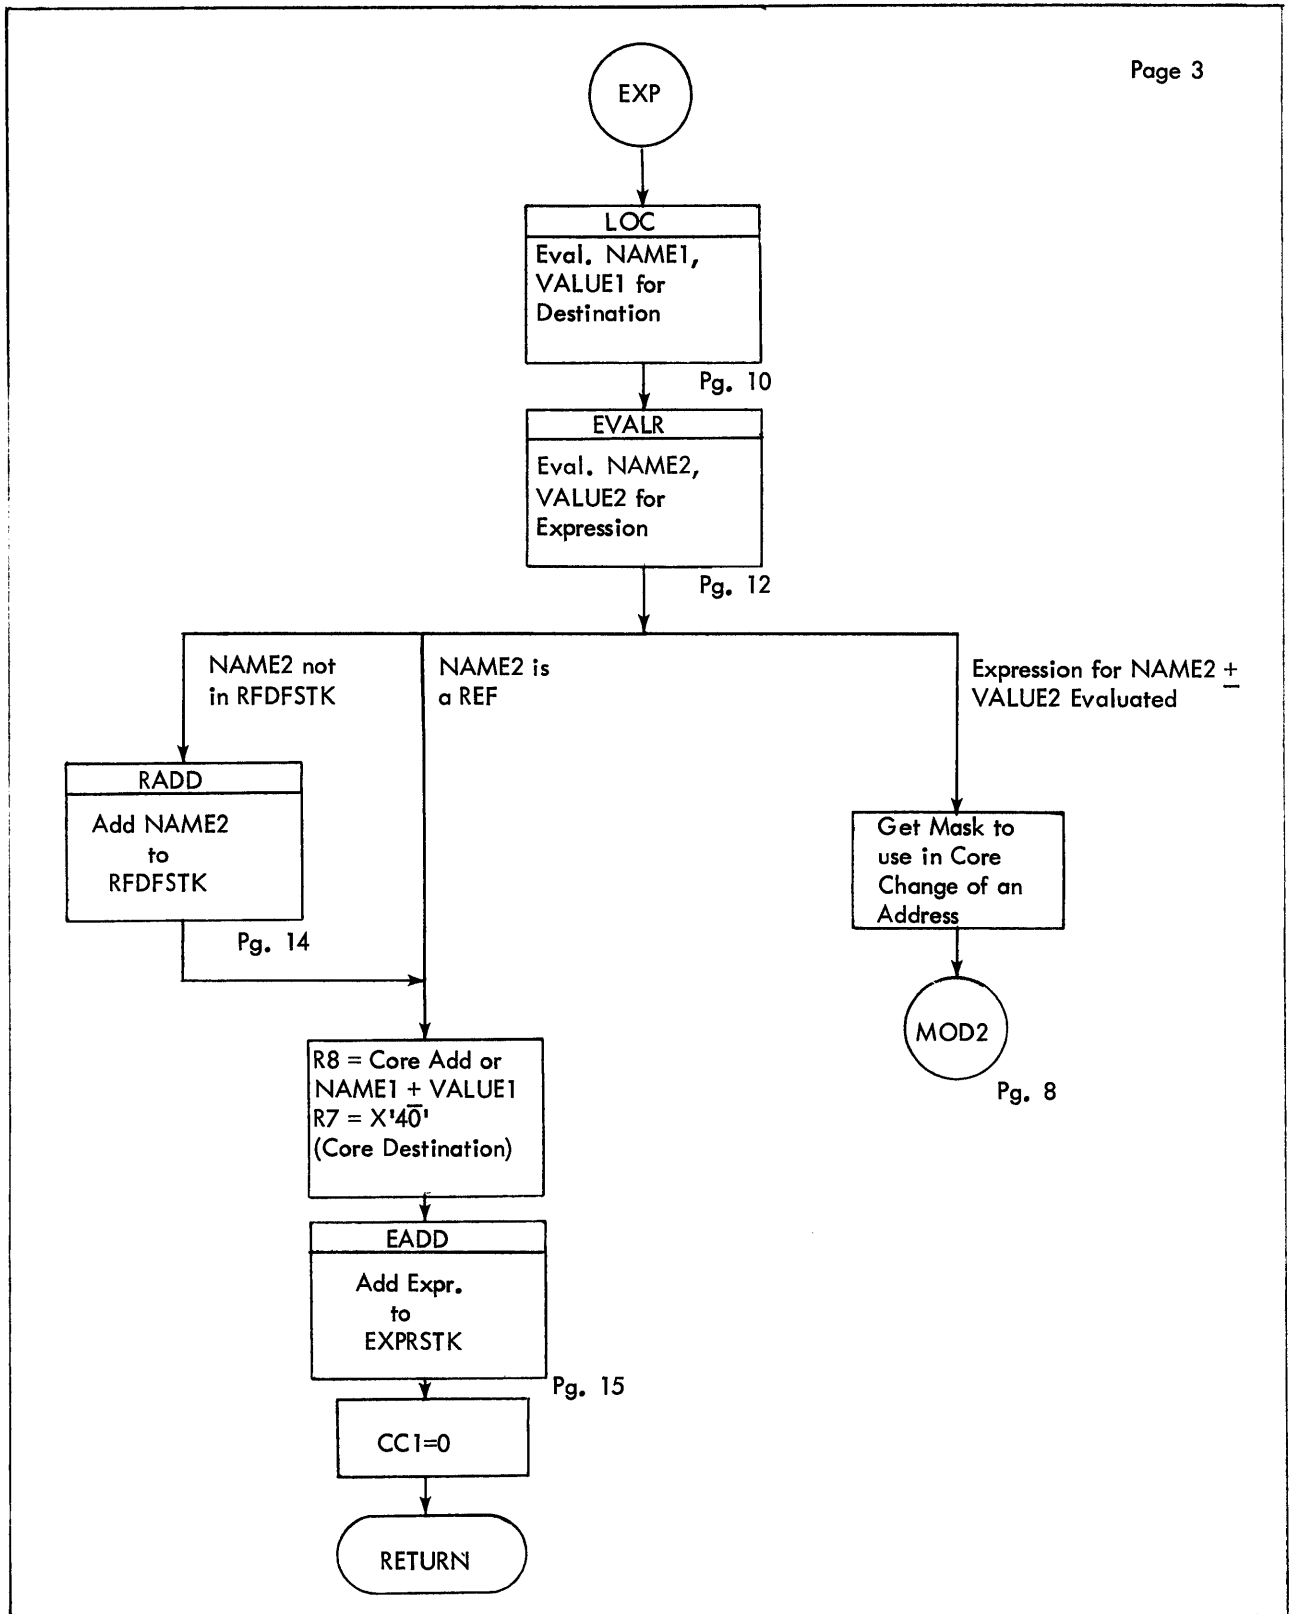 Page 3
EXP
LOC
Eval. NAME1,
VALUE1 for
Destination
Pg. 10
EVALR
Eval. NAME2,
VALUE2 for
Expression
Pg. 12
NAME2 not
in RFDFSTK
NAME2 is
a REF
Expression for NAME2 ±
VALUE2 Evaluated
RADD
Add NAME2
to
RFDFSTK
Pg. 14
Get Mask to
use in Core
Change of an
Address
MOD2
Pg. 8
R8 = Core Add or
NAME1 ± VALUE1
R7 = X'40'
(Core Destination)
EADD
Add Expr.
to
EXPRSTK
Pg. 15
CC1=0
RETURN